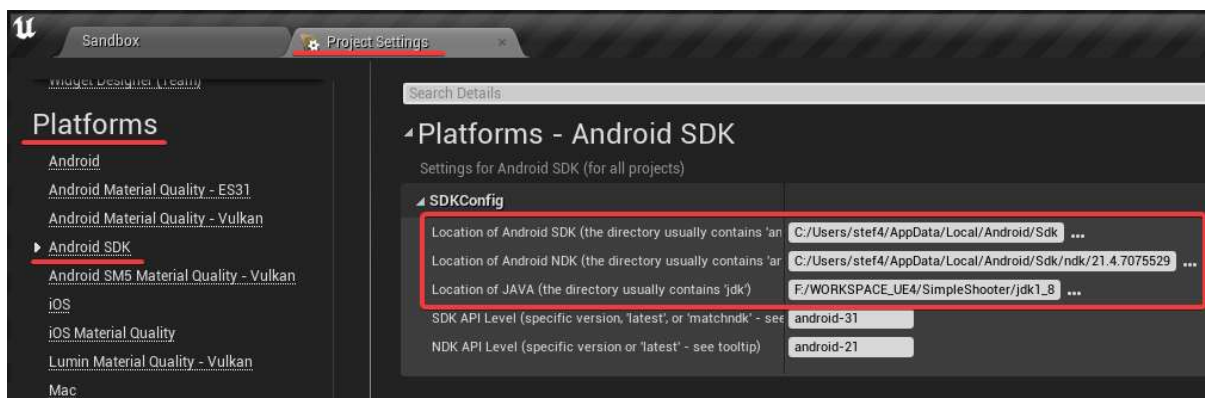 Sandbox
Project Settings
Widget Designer (Team)
Search Details
Platforms
Android
Android Material Quality - ES31
Android Material Quality - Vulkan
Android SDK
Android SM5 Material Quality - Vulkan
iOS
iOS Material Quality
Lumin Material Quality - Vulkan
Mac
Platforms - Android SDK
Settings for Android SDK (for all projects)
SDKConfig
Location of Android SDK (the directory usually contains 'an C:/Users/stef4/AppData/Local/Android/Sdk ...
Location of Android NDK (the directory usually contains 'ar C:/Users/stef4/AppData/Local/Android/Sdk/ndk/21.4.7075529 ...
Location of JAVA (the directory usually contains 'jdk') F:/WORKSPACE_UE4/SimpleShooter/jdk1_8 ...
SDK API Level (specific version, 'latest', or 'matchndk' - see android-31
NDK API Level (specific version or 'latest' - see tooltip) android-21